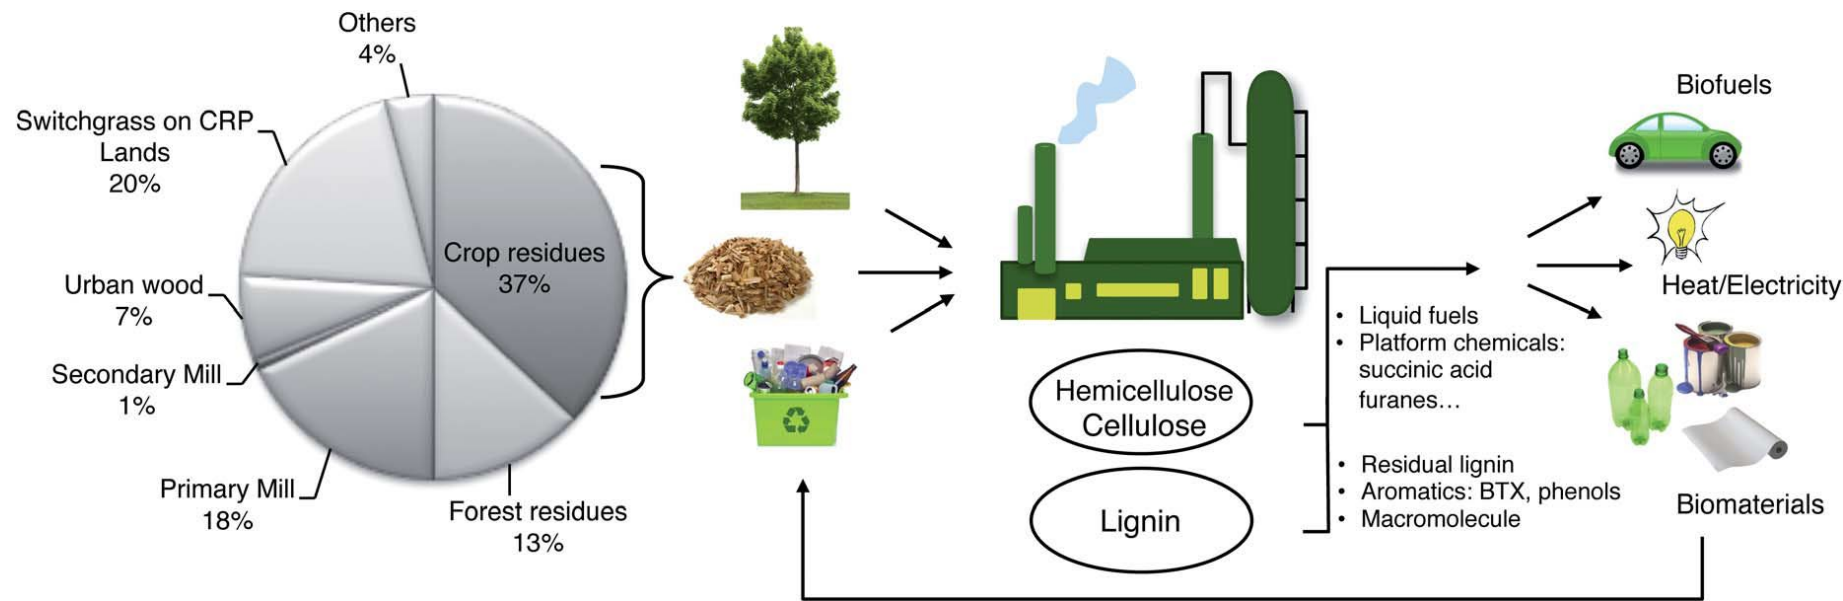 Others
4%
Switchgrass on CRP
Lands
20%
Urban wood
7%
Secondary Mill
1%
Primary Mill
18%
Forest residues
13%
Crop residues
37%
Hemicellulose
Cellulose
Lignin
• Liquid fuels
• Platform chemicals:
succinic acid
furanes…
• Residual lignin
• Aromatics: BTX, phenols
• Macromolecule
Biofuels
Heat/Electricity
Biomaterials